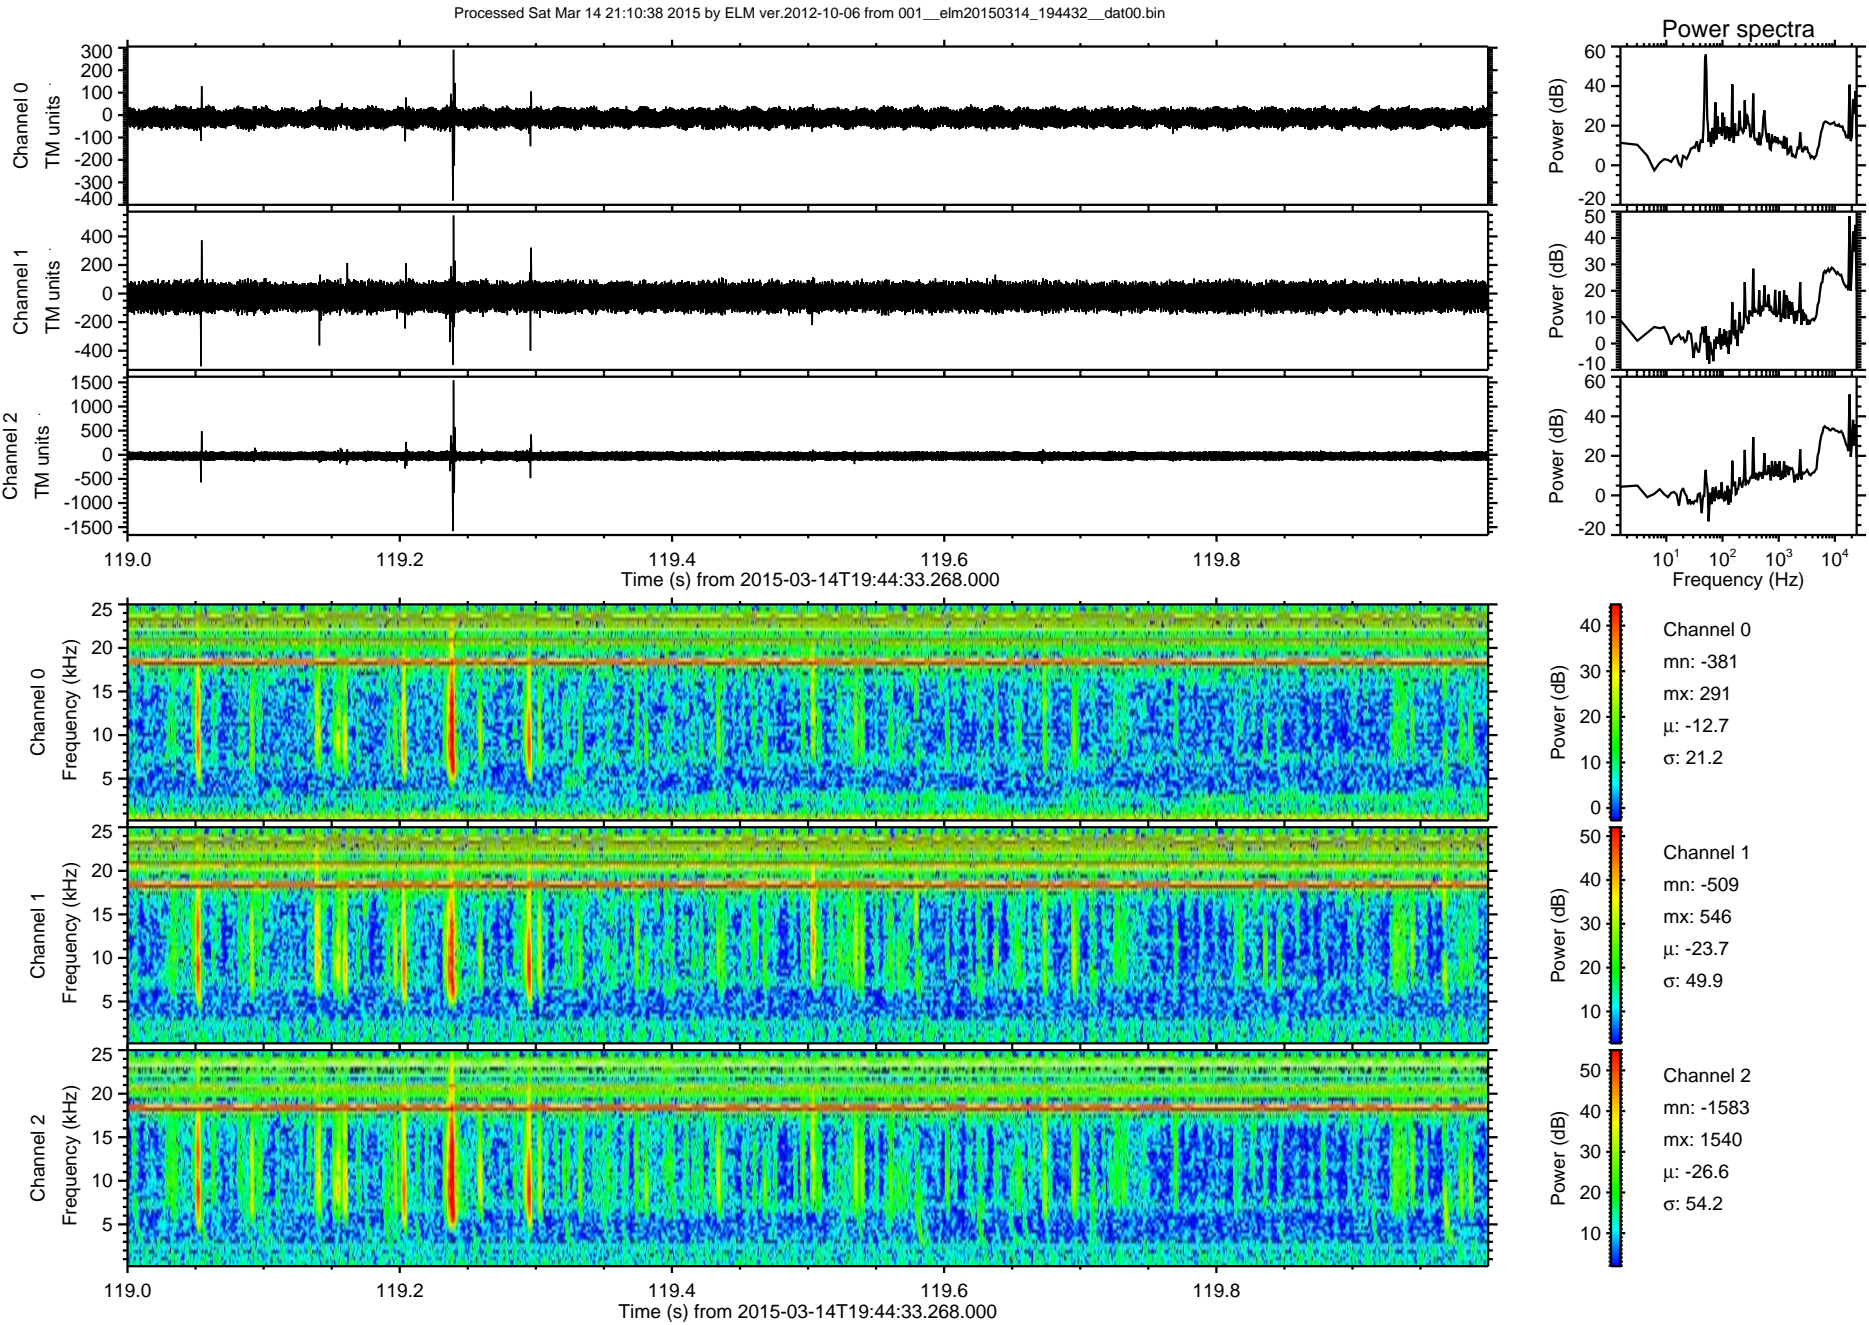 Processed Sat Mar 14 21:10:38 2015 by ELM ver.2012-10-06 from 001__elm20150314_194432__dat00.bin
Power spectra
Channel 0
TM units
300
200
100
0
-100
-200
-300
-400
Power (dB)
60
40
20
0
-20
Channel 1
TM units
400
200
0
-200
-400
Power (dB)
50
40
30
20
10
0
-10
Channel 2
TM units
1500
1000
500
0
-500
-1000
-1500
Power (dB)
60
40
20
0
-20
119.0 119.2 119.4 119.6 119.8
Time (s) from 2015-03-14T19:44:33.268.000
10^1 10^2 10^3 10^4
Frequency (Hz)
Channel 0
Frequency (kHz)
25
20
15
10
5
Power (dB)
40
30
20
10
0
Channel 0
mn: -381
mx: 291
μ: -12.7
σ: 21.2
Channel 1
Frequency (kHz)
25
20
15
10
5
Power (dB)
50
40
30
20
10
Channel 1
mn: -509
mx: 546
μ: -23.7
σ: 49.9
Channel 2
Frequency (kHz)
25
20
15
10
5
Power (dB)
50
40
30
20
10
Channel 2
mn: -1583
mx: 1540
μ: -26.6
σ: 54.2
119.0 119.2 119.4 119.6 119.8
Time (s) from 2015-03-14T19:44:33.268.000